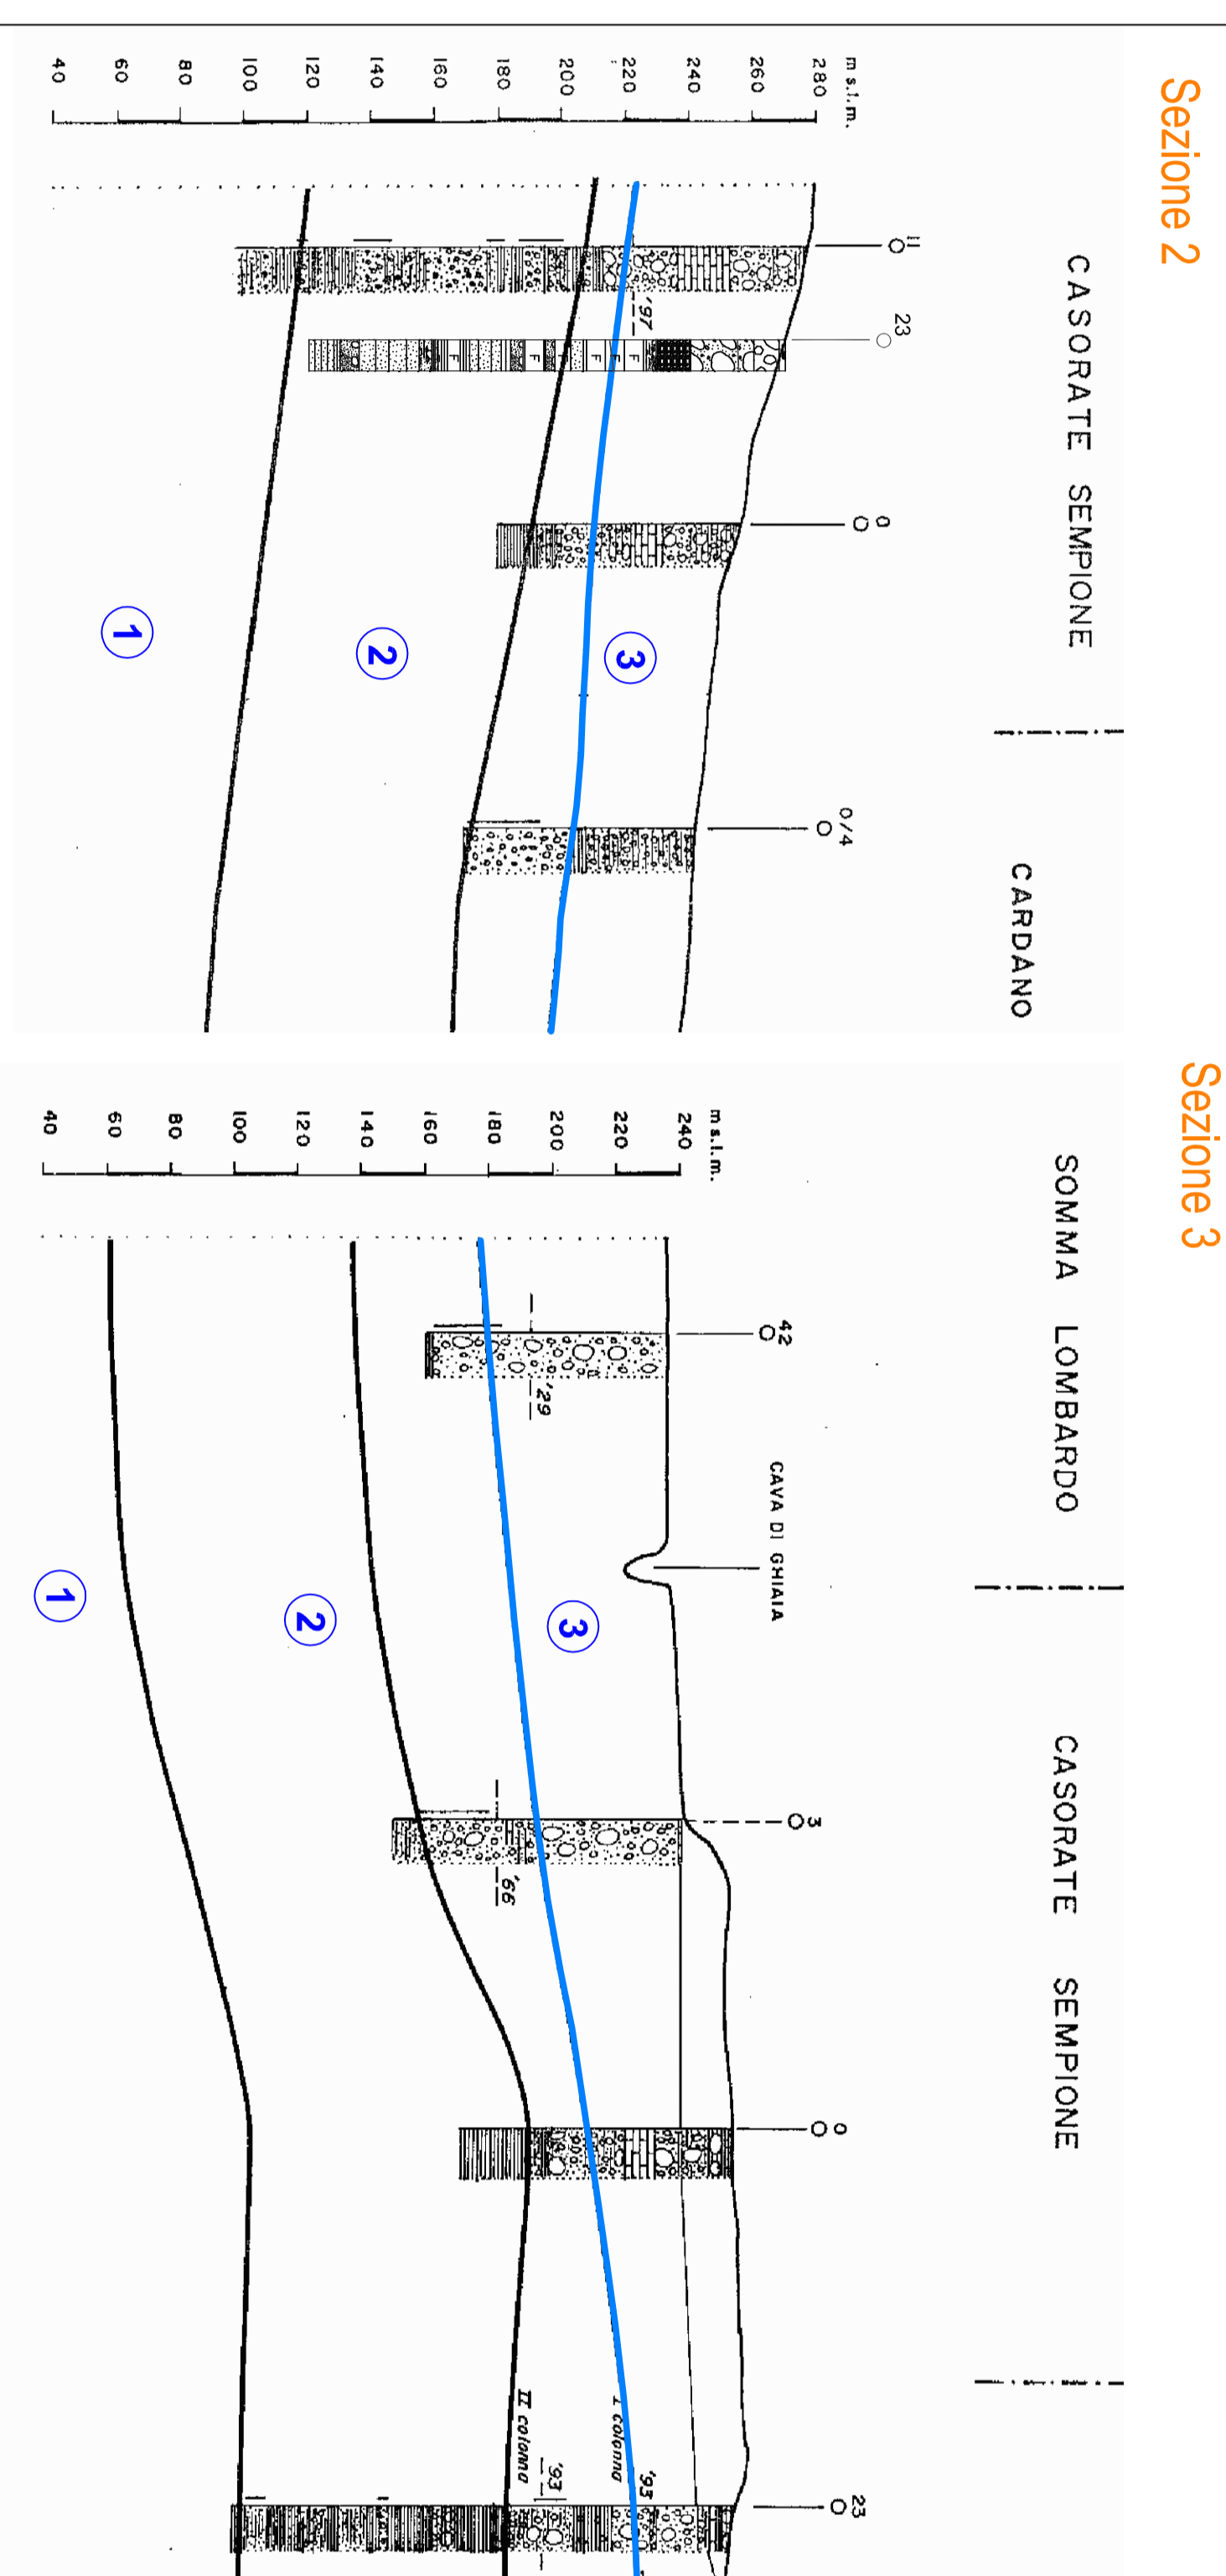 Sezione 2
CASORATE SEMPIONE
CARDANO
m s.l.m.
280
260
240
220
200
180
160
140
120
100
80
60
40
11
23
0
0/4
'97
F
F
F
F
F
3
2
1
Sezione 3
SOMMA LOMBARDO
CASORATE SEMPIONE
m s.l.m.
240
220
200
180
160
140
120
100
80
60
40
42
CAVA DI GHIAIA
3
0
23
'29
'66
'93
I colonna
'93
II colonna
3
2
1